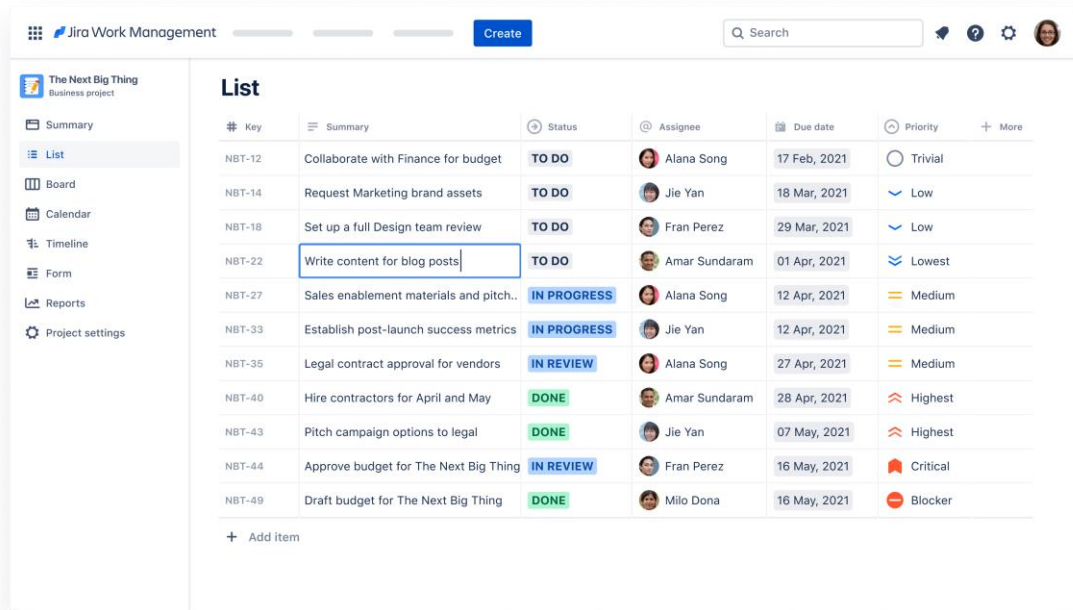 Jira Work Management Create Search
The Next Big Thing
Business project
Summary
List
Board
Calendar
Timeline
Form
Reports
Project settings
List
# Key Summary Status @ Assignee Due date Priority + More
NBT-12 Collaborate with Finance for budget TO DO Alana Song 17 Feb, 2021 Trivial
NBT-14 Request Marketing brand assets TO DO Jie Yan 18 Mar, 2021 Low
NBT-18 Set up a full Design team review TO DO Fran Perez 29 Mar, 2021 Low
NBT-22 Write content for blog posts TO DO Amar Sundaram 01 Apr, 2021 Lowest
NBT-27 Sales enablement materials and pitch.. IN PROGRESS Alana Song 12 Apr, 2021 Medium
NBT-33 Establish post-launch success metrics IN PROGRESS Jie Yan 12 Apr, 2021 Medium
NBT-35 Legal contract approval for vendors IN REVIEW Alana Song 27 Apr, 2021 Medium
NBT-40 Hire contractors for April and May DONE Amar Sundaram 28 Apr, 2021 Highest
NBT-43 Pitch campaign options to legal DONE Jie Yan 07 May, 2021 Highest
NBT-44 Approve budget for The Next Big Thing IN REVIEW Fran Perez 16 May, 2021 Critical
NBT-49 Draft budget for The Next Big Thing DONE Milo Dona 16 May, 2021 Blocker
+ Add item